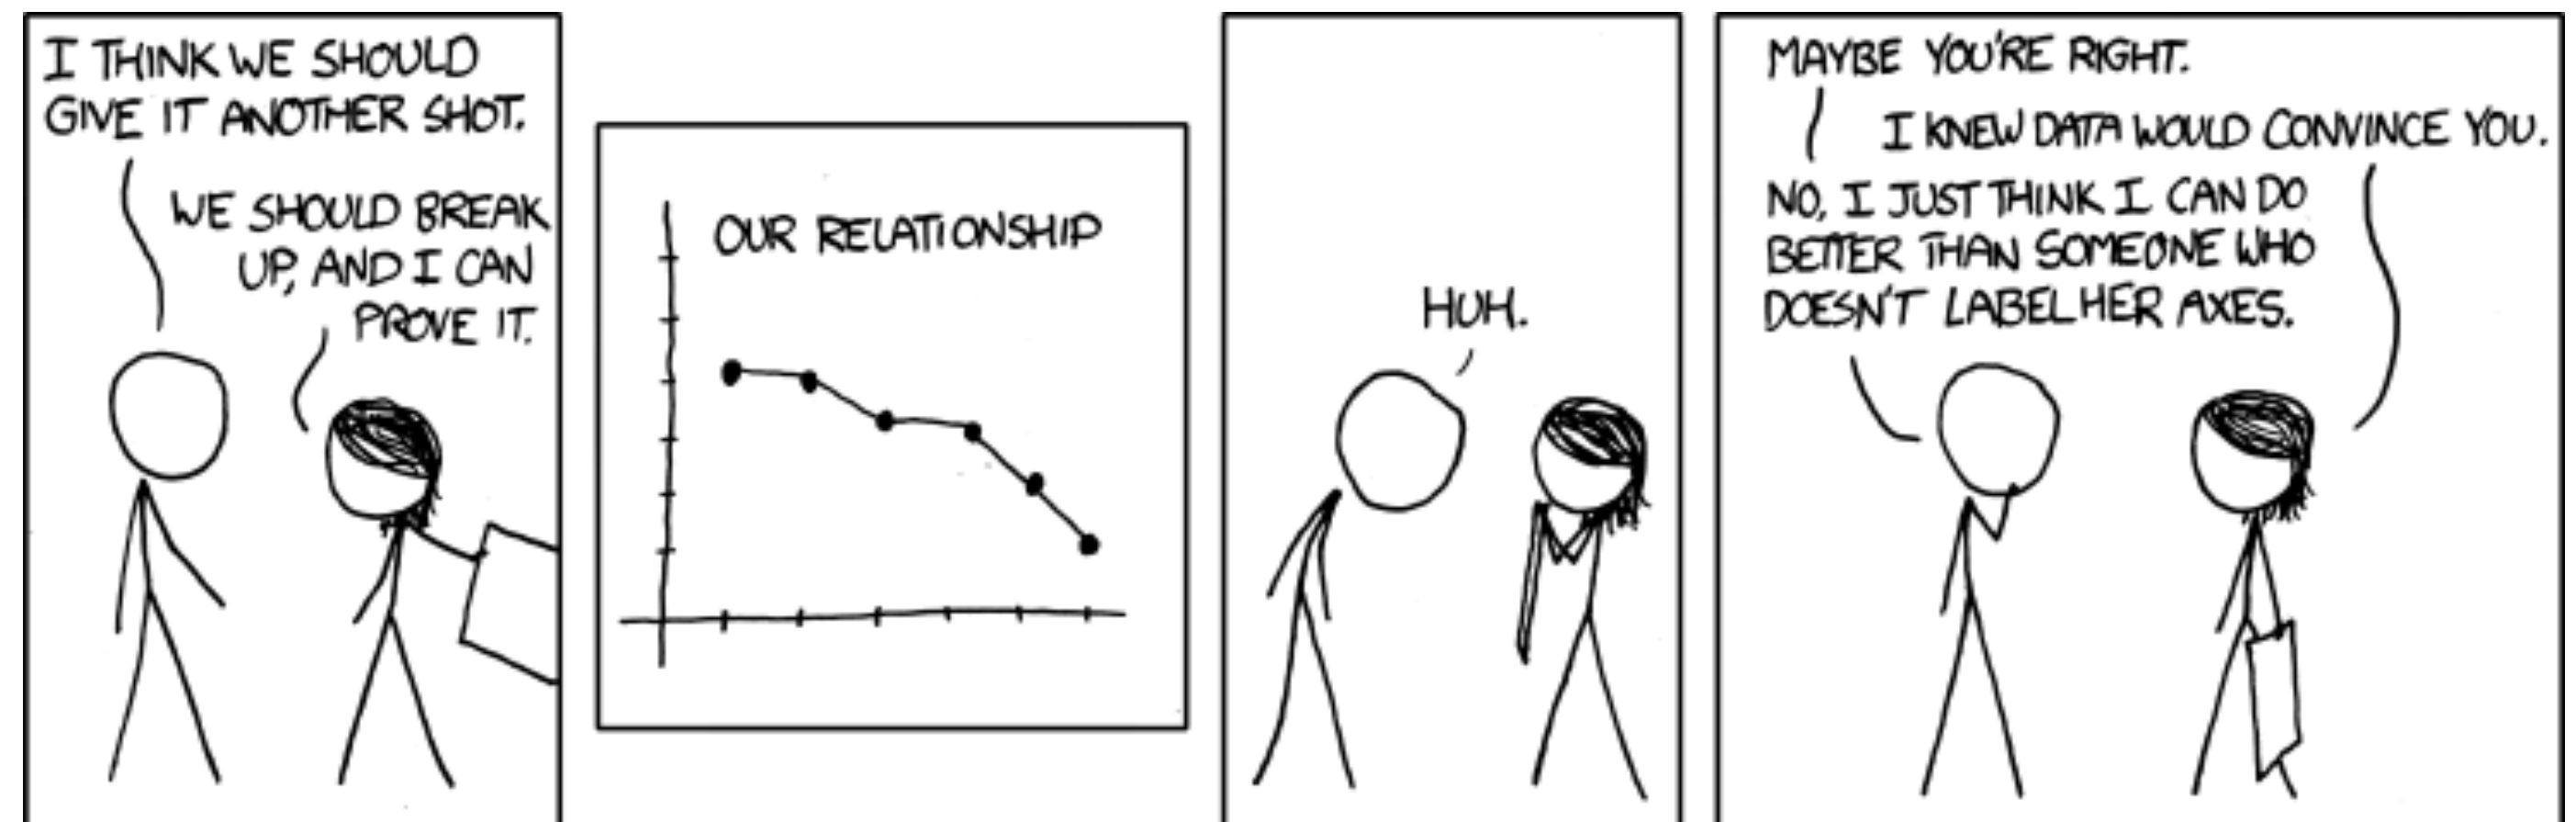 I THINK WE SHOULD
GIVE IT ANOTHER SHOT.
WE SHOULD BREAK
UP, AND I CAN
PROVE IT.
OUR RELATIONSHIP
HUH.
MAYBE YOU'RE RIGHT.
I KNEW DATA WOULD CONVINCE YOU.
NO, I JUST THINK I CAN DO
BETTER THAN SOMEONE WHO
DOESN'T LABEL HER AXES.